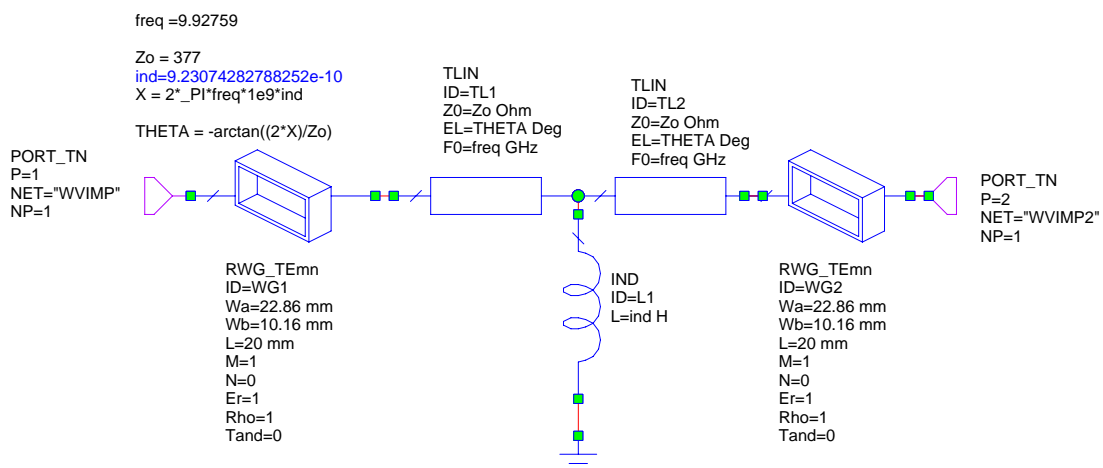 freq =9.92759
Zo = 377
ind=9.23074282788252e-10
X = 2*_PI*freq*1e9*ind
THETA = -arctan((2*X)/Zo)
PORT_TN
P=1
NET="WVIMP"
NP=1
TLIN
ID=TL1
Z0=Zo Ohm
EL=THETA Deg
F0=freq GHz
TLIN
ID=TL2
Z0=Zo Ohm
EL=THETA Deg
F0=freq GHz
PORT_TN
P=2
NET="WVIMP2"
NP=1
RWG_TEmn
ID=WG1
Wa=22.86 mm
Wb=10.16 mm
L=20 mm
M=1
N=0
Er=1
Rho=1
Tand=0
IND
ID=L1
L=ind H
RWG_TEmn
ID=WG2
Wa=22.86 mm
Wb=10.16 mm
L=20 mm
M=1
N=0
Er=1
Rho=1
Tand=0